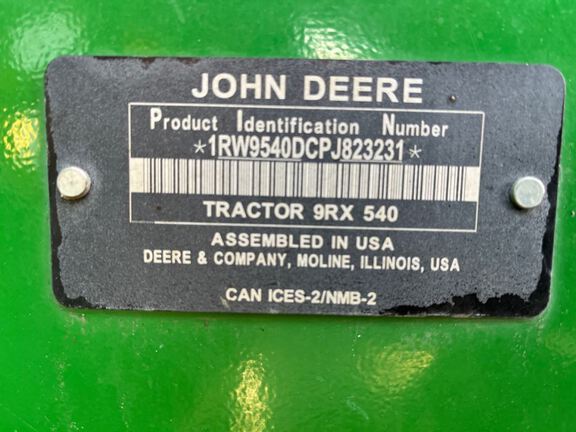 JOHN DEERE
Product Identification Number
*1RW9540DCPJ823231*
TRACTOR 9RX 540
ASSEMBLED IN USA
DEERE & COMPANY, MOLINE, ILLINOIS, USA
CAN ICES-2/NMB-2